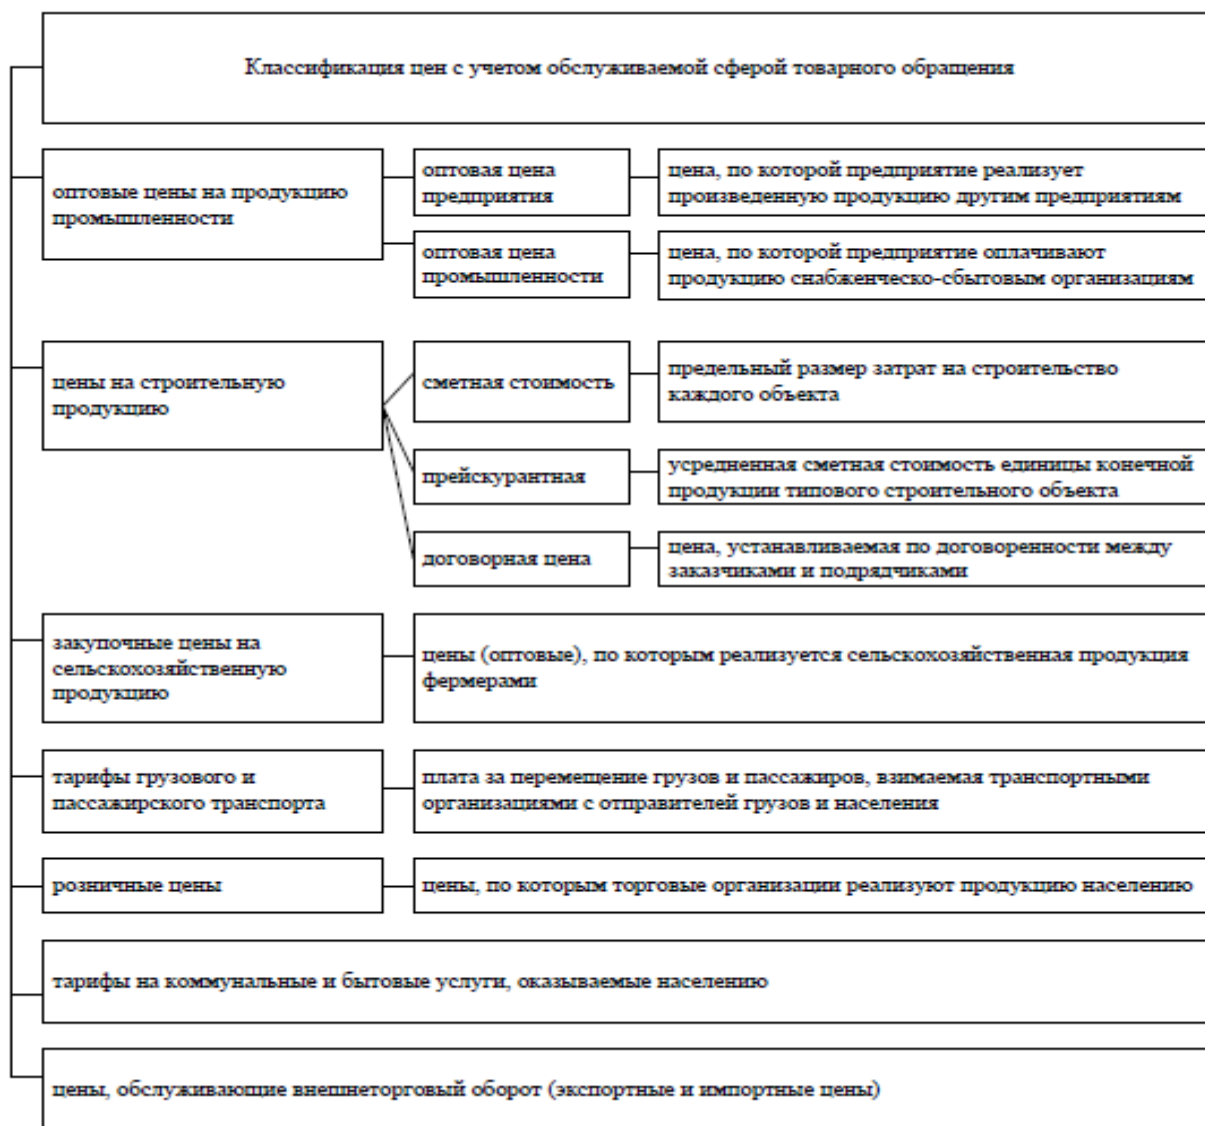 Классификация цен с учетом обслуживаемой сферой товарного обращения
оптовые цены на продукцию
промышленности
оптовая цена
предприятия
цена, по которой предприятие реализует
произведенную продукцию другим предприятиям
оптовая цена
промышленности
цена, по которой предприятие оплачивают
продукцию снабженческо-сбытовым организациям
цены на строительную
продукцию
сметная стоимость
предельный размер затрат на строительство
каждого объекта
прейскурантная
усредненная сметная стоимость единицы конечной
продукции типового строительного объекта
договорная цена
цена, устанавливаемая по договоренности между
заказчиками и подрядчиками
закупочные цены на
сельскохозяйственную
продукцию
цены (оптовые), по которым реализуется сельскохозяйственная продукция
фермерами
тарифы грузового и
пассажирского транспорта
плата за перемещение грузов и пассажиров, взимаемая транспортными
организациями с отправителей грузов и населения
розничные цены
цены, по которым торговые организации реализуют продукцию населению
тарифы на коммунальные и бытовые услуги, оказываемые населению
цены, обслуживающие внешнеторговый оборот (экспортные и импортные цены)